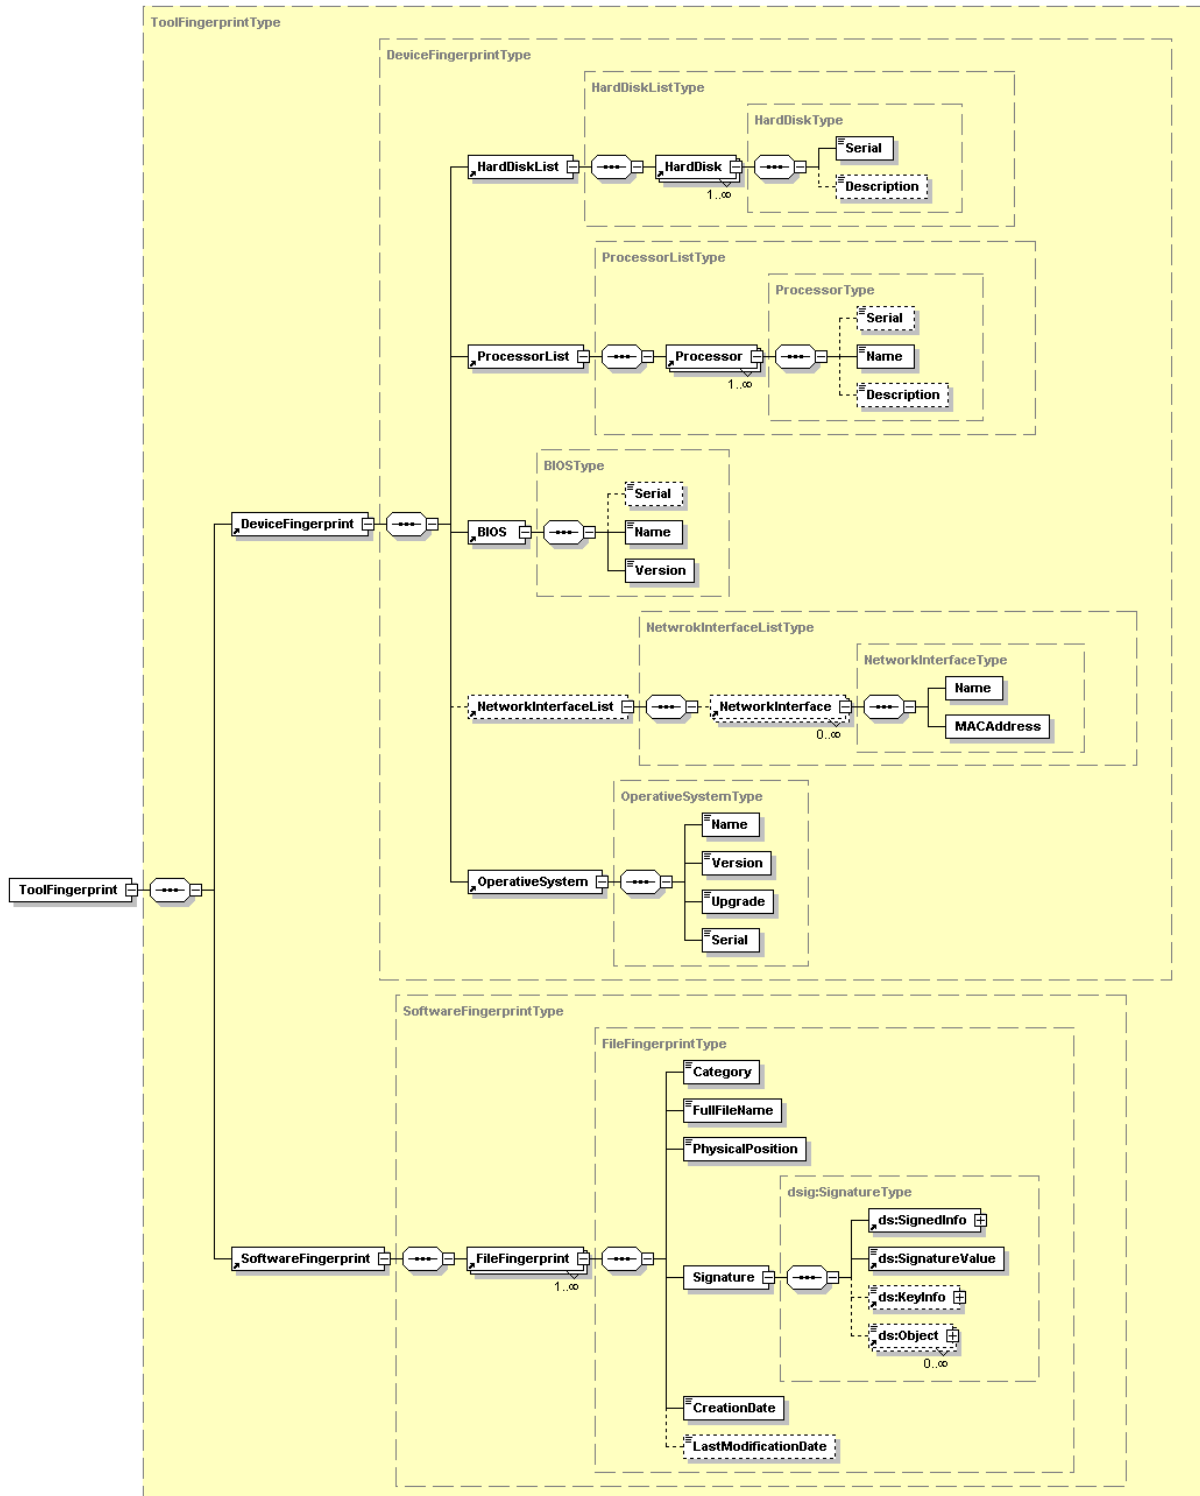 ToolFingerprintType
DeviceFingerprintType
HardDiskListType
HardDiskType
Serial
HardDiskList
HardDisk
Description
1..∞
ProcessorListType
ProcessorType
Serial
ProcessorList
Processor
Name
1..∞
Description
BIOSType
Serial
DeviceFingerprint
BIOS
Name
Version
NetwrokInterfaceListType
NetworkInterfaceType
Name
NetworkInterfaceList
NetworkInterface
MACAddress
0..∞
OperativeSystemType
Name
Version
ToolFingerprint
OperativeSystem
Upgrade
Serial
SoftwareFingerprintType
FileFingerprintType
Category
FullFileName
PhysicalPosition
dsig:SignatureType
ds:SignedInfo
SoftwareFingerprint
FileFingerprint
ds:SignatureValue
1..∞
Signature
ds:KeyInfo
ds:Object
0..∞
CreationDate
LastModificationDate